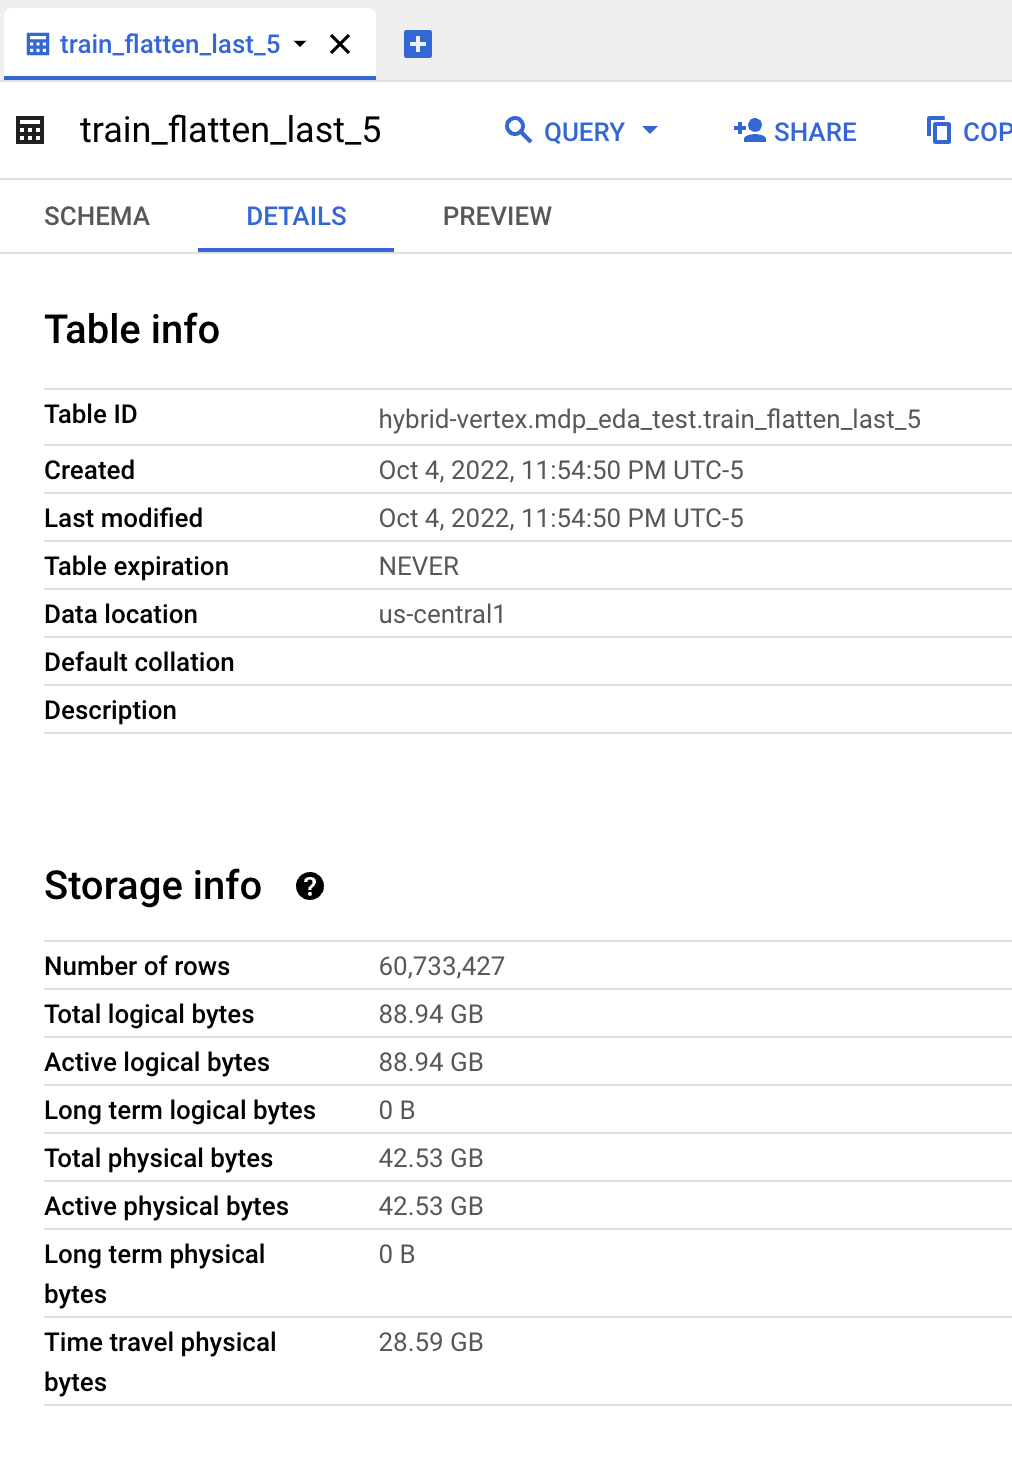 train_flatten_last_5
train_flatten_last_5 QUERY SHARE COP
SCHEMA DETAILS PREVIEW
Table info
Table ID hybrid-vertex.mdp_eda_test.train_flatten_last_5
Created Oct 4, 2022, 11:54:50 PM UTC-5
Last modified Oct 4, 2022, 11:54:50 PM UTC-5
Table expiration NEVER
Data location us-central1
Default collation
Description
Storage info ?
Number of rows 60,733,427
Total logical bytes 88.94 GB
Active logical bytes 88.94 GB
Long term logical bytes 0 B
Total physical bytes 42.53 GB
Active physical bytes 42.53 GB
Long term physical 0 B
bytes
Time travel physical 28.59 GB
bytes